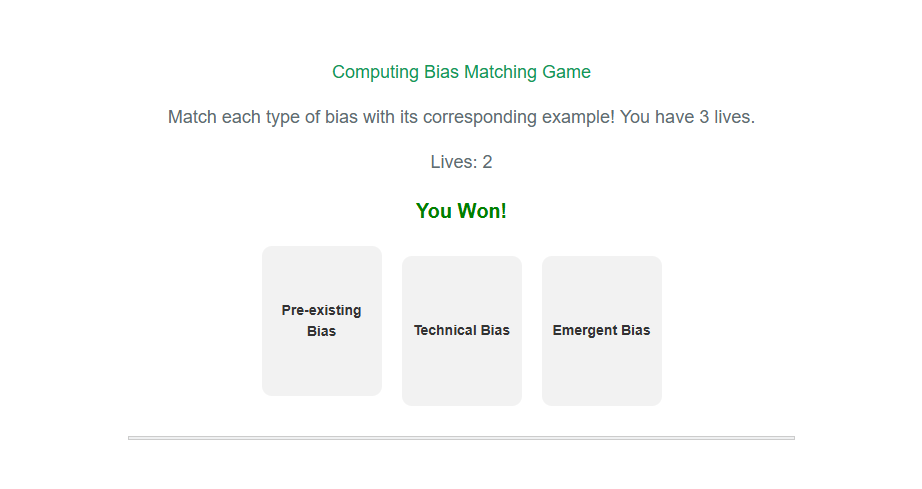 Computing Bias Matching Game
Match each type of bias with its corresponding example! You have 3 lives.
Lives: 2
You Won!
Pre-existing
Bias
Technical Bias
Emergent Bias